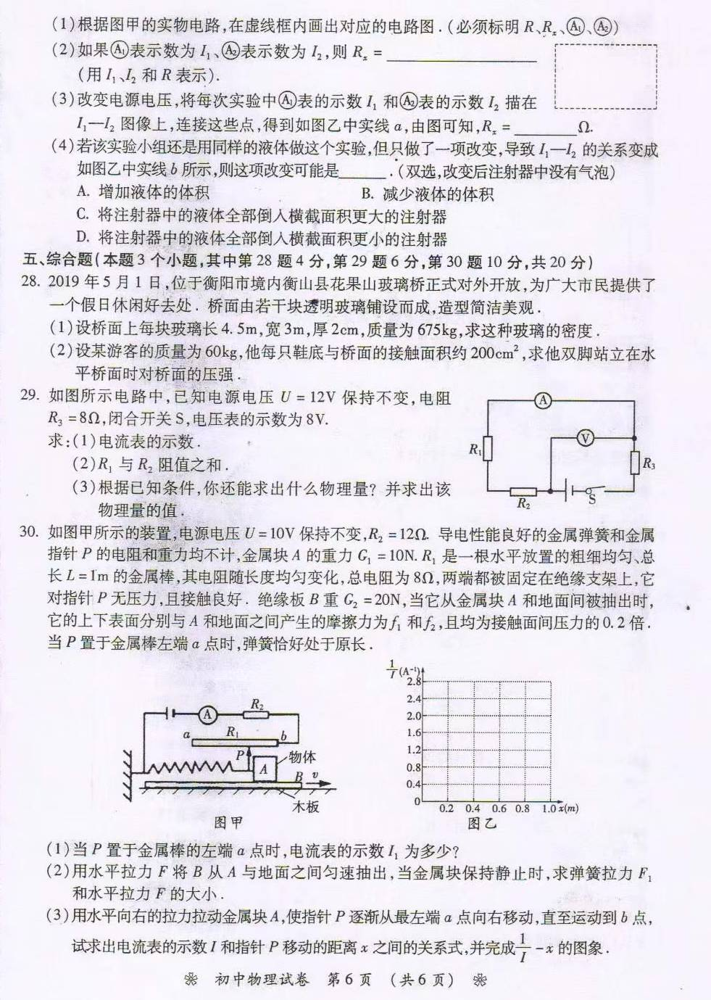 (1)根据图甲的实物电路,在虚线框内画出对应的电路图.(必须标明 R、Rₓ、Ⓐ₁、Ⓐ₂)
(2)如果Ⓐ₁表示数为 I₁、Ⓐ₂表示数为 I₂,则 Rₓ = ______
(用 I₁、I₂ 和 R 表示).
(3)改变电源电压,将每次实验中Ⓐ₁表的示数 I₁ 和Ⓐ₂表的示数 I₂ 描在
I₁—I₂ 图像上,连接这些点,得到如图乙中实线 a,由图可知,Rₓ = ______Ω.
(4)若该实验小组还是用同样的液体做这个实验,但只做了一项改变,导致 I₁—I₂ 的关系变成
如图乙中实线 b 所示,则这项改变可能是______.(双选,改变后注射器中没有气泡)
A. 增加液体的体积 B. 减少液体的体积
C. 将注射器中的液体全部倒入横截面积更大的注射器
D. 将注射器中的液体全部倒入横截面积更小的注射器
五、综合题(本题 3 个小题,其中第 28 题 4 分,第 29 题 6 分,第 30 题 10 分,共 20 分)
28. 2019 年 5 月 1 日,位于衡阳市境内衡山县花果山玻璃桥正式对外开放,为广大市民提供了
一个假日休闲好去处. 桥面由若干块透明玻璃铺设而成,造型简洁美观.
(1)设桥面上每块玻璃长 4.5m,宽 3m,厚 2cm,质量为 675kg,求这种玻璃的密度.
(2)设某游客的质量为 60kg,他每只鞋底与桥面的接触面积约 200cm²,求他双脚站立在水
平桥面时对桥面的压强.
29. 如图所示电路中,已知电源电压 U = 12V 保持不变,电阻
R₃ = 8Ω,闭合开关 S,电压表的示数为 8V.
求:(1)电流表的示数.
(2)R₁ 与 R₂ 阻值之和.
(3)根据已知条件,你还能求出什么物理量? 并求出该
物理量的值.
A
V
R₁
R₃
R₂
S
30. 如图甲所示的装置,电源电压 U = 10V 保持不变,R₂ = 12Ω. 导电性能良好的金属弹簧和金属
指针 P 的电阻和重力均不计,金属块 A 的重力 G₁ = 10N. R₁ 是一根水平放置的粗细均匀、总
长 L = 1m 的金属棒,其电阻随长度均匀变化,总电阻为 8Ω,两端都被固定在绝缘支架上,它
对指针 P 无压力,且接触良好. 绝缘板 B 重 G₂ = 20N,当它从金属块 A 和地面间被抽出时,
它的上下表面分别与 A 和地面之间产生的摩擦力为 f₁ 和 f₂,且均为接触面间压力的 0.2 倍.
当 P 置于金属棒左端 a 点时,弹簧恰好处于原长.
A
R₂
a
R₁
b
P
物体
A
B
v
木板
图甲
1/I (A⁻¹)
2.8
2.4
2.0
1.6
1.2
0.8
0.4
0
0.2 0.4 0.6 0.8 1.0 x(m)
图乙
(1)当 P 置于金属棒的左端 a 点时,电流表的示数 I₁ 为多少?
(2)用水平拉力 F 将 B 从 A 与地面之间匀速抽出,当金属块保持静止时,求弹簧拉力 F₁
和水平拉力 F 的大小.
(3)用水平向右的拉力拉动金属块 A,使指针 P 逐渐从最左端 a 点向右移动,直至运动到 b 点,
试求出电流表的示数 I 和指针 P 移动的距离 x 之间的关系式,并完成 1/I - x 的图象.
初中物理试卷 第 6 页 (共 6 页)